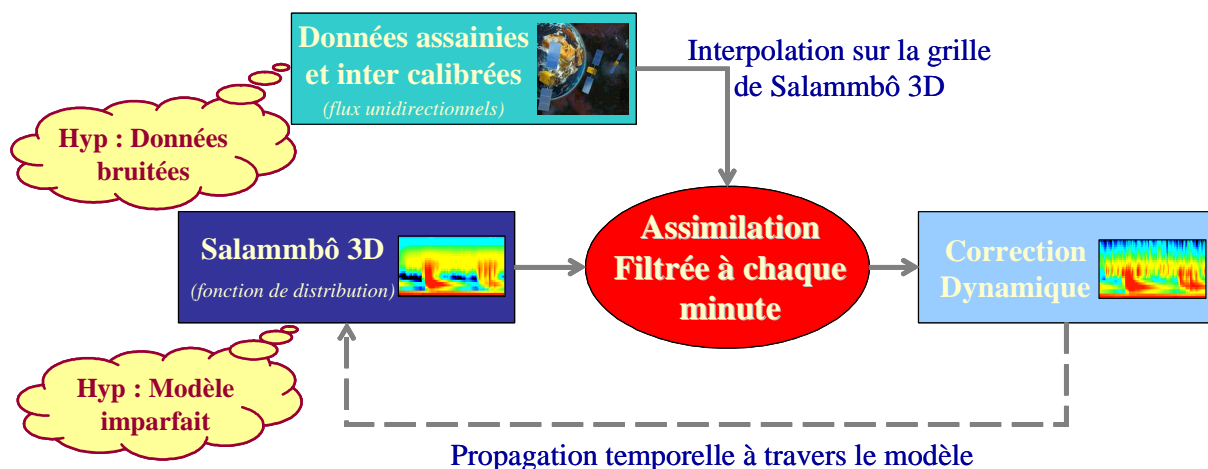 Données assainies
et inter calibrées
(flux unidirectionnels)
Interpolation sur la grille
de Salammbô 3D
Hyp : Données
bruitées
Salammbô 3D
(fonction de distribution)
Assimilation
Filtrée à chaque
minute
Correction
Dynamique
Hyp : Modèle
imparfait
Propagation temporelle à travers le modèle